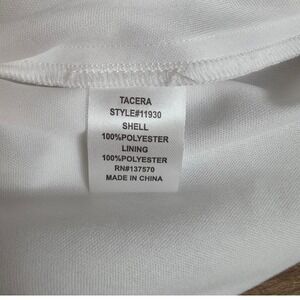 TACERA
STYLE#11930
SHELL
100%POLYESTER
LINING
100%POLYESTER
RN#137570
MADE IN CHINA